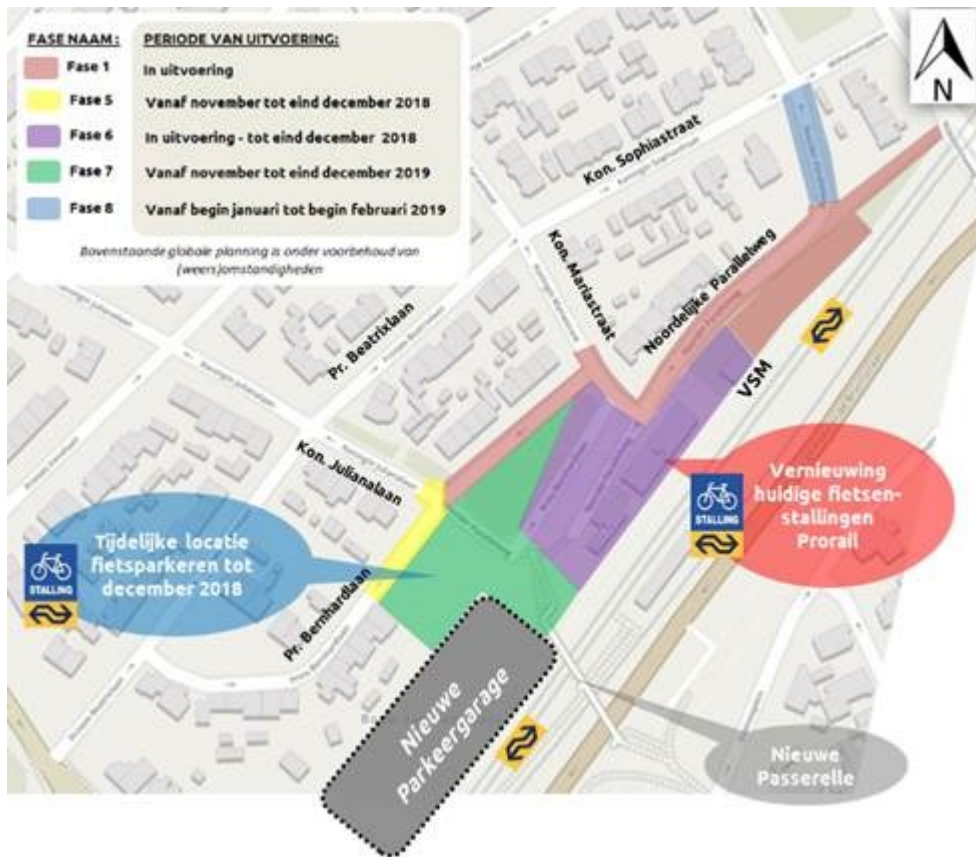 FASE NAAM :
PERIODE VAN UITVOERING:
Fase 1
In uitvoering
Fase 5
Vanaf november tot eind december 2018
Fase 6
In uitvoering - tot eind december 2018
Fase 7
Vanaf november tot eind december 2019
Fase 8
Vanaf begin januari tot begin februari 2019
Bovenstaande globale planning is onder voorbehoud van
(weers)omstandigheden
N
Kon. Sophiastraat
Kon. Mariastraat
Noordelijke Parallelweg
Pr. Beatrixlaan
VSM
Kon. Julianalaan
STALLING
Vernieuwing
huidige fietsen-
stallingen
Prorail
STALLING
Tijdelijke locatie
fietsparkeren tot
december 2018
Pr. Bernhardlaan
Nieuwe
Parkeergarage
Nieuwe
Passerelle